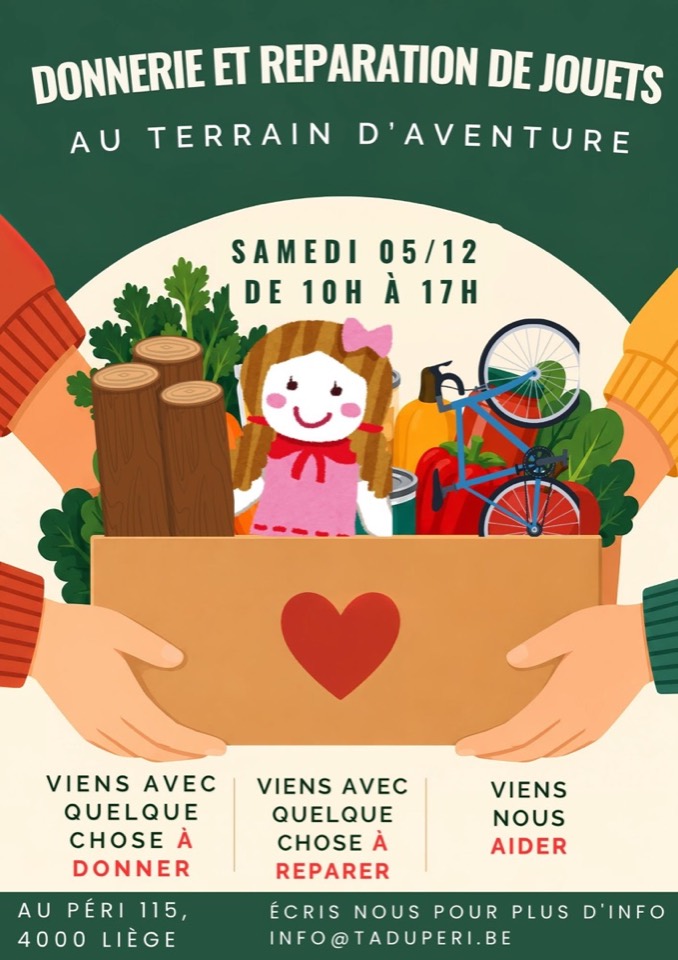 DONNERIE ET REPARATION DE JOUETS
AU TERRAIN D'AVENTURE
SAMEDI 05/12
DE 10H À 17H
VIENS AVEC
QUELQUE
CHOSE À
DONNER
VIENS AVEC
QUELQUE
CHOSE À
REPARER
VIENS
NOUS
AIDER
AU PÉRI 115,
4000 LIÈGE
ÉCRIS NOUS POUR PLUS D'INFO
INFO@TADUPERI.BE